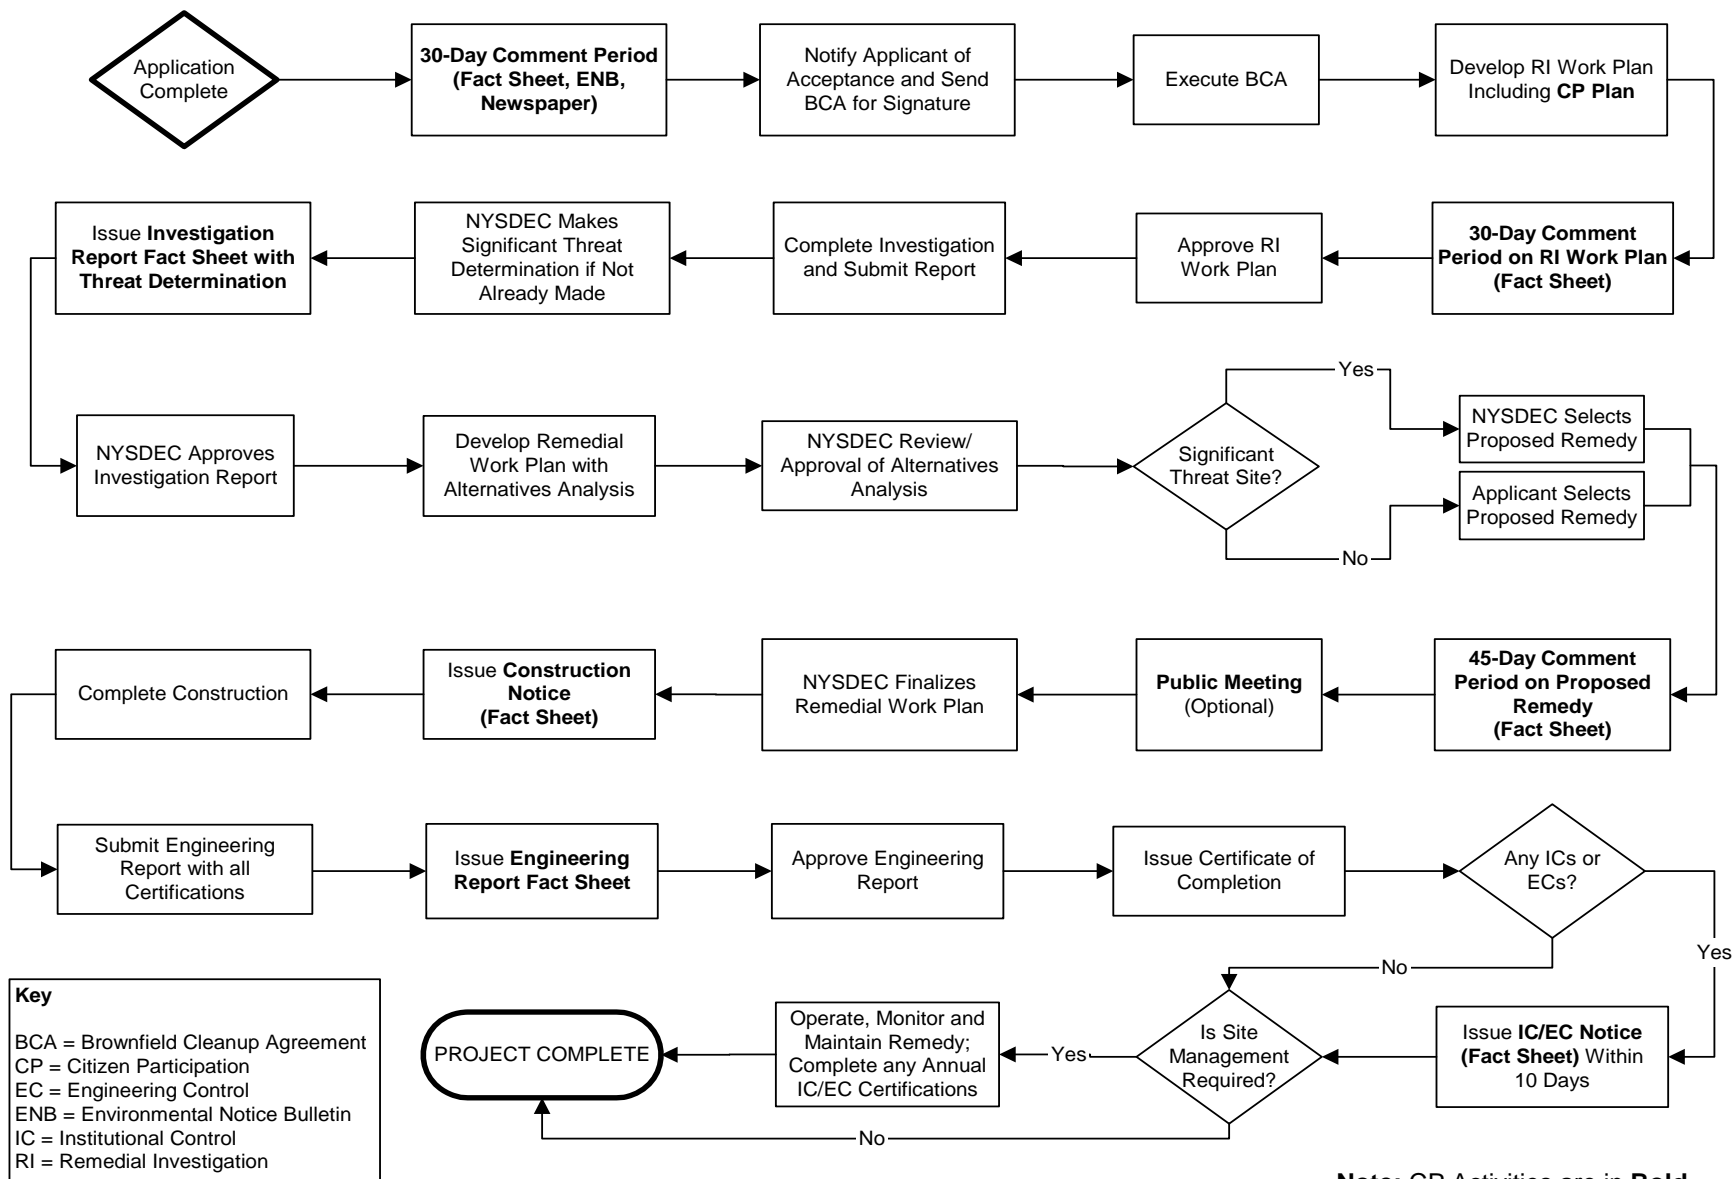 Application
Complete
30-Day Comment Period
(Fact Sheet, ENB,
Newspaper)
Notify Applicant of
Acceptance and Send
BCA for Signature
Execute BCA
Develop RI Work Plan
Including CP Plan
30-Day Comment
Period on RI Work Plan
(Fact Sheet)
Approve RI
Work Plan
Complete Investigation
and Submit Report
NYSDEC Makes
Significant Threat
Determination if Not
Already Made
Issue Investigation
Report Fact Sheet with
Threat Determination
NYSDEC Approves
Investigation Report
Develop Remedial
Work Plan with
Alternatives Analysis
NYSDEC Review/
Approval of Alternatives
Analysis
Significant
Threat Site?
Yes
NYSDEC Selects
Proposed Remedy
No
Applicant Selects
Proposed Remedy
45-Day Comment
Period on Proposed
Remedy
(Fact Sheet)
Public Meeting
(Optional)
NYSDEC Finalizes
Remedial Work Plan
Issue Construction
Notice
(Fact Sheet)
Complete Construction
Submit Engineering
Report with all
Certifications
Issue Engineering
Report Fact Sheet
Approve Engineering
Report
Issue Certificate of
Completion
Any ICs or
ECs?
Yes
No
Issue IC/EC Notice
(Fact Sheet) Within
10 Days
Is Site
Management
Required?
Yes
Operate, Monitor and
Maintain Remedy;
Complete any Annual
IC/EC Certifications
No
PROJECT COMPLETE
Key
BCA = Brownfield Cleanup Agreement
CP = Citizen Participation
EC = Engineering Control
ENB = Environmental Notice Bulletin
IC = Institutional Control
RI = Remedial Investigation
Note: CP Activities are in Bold